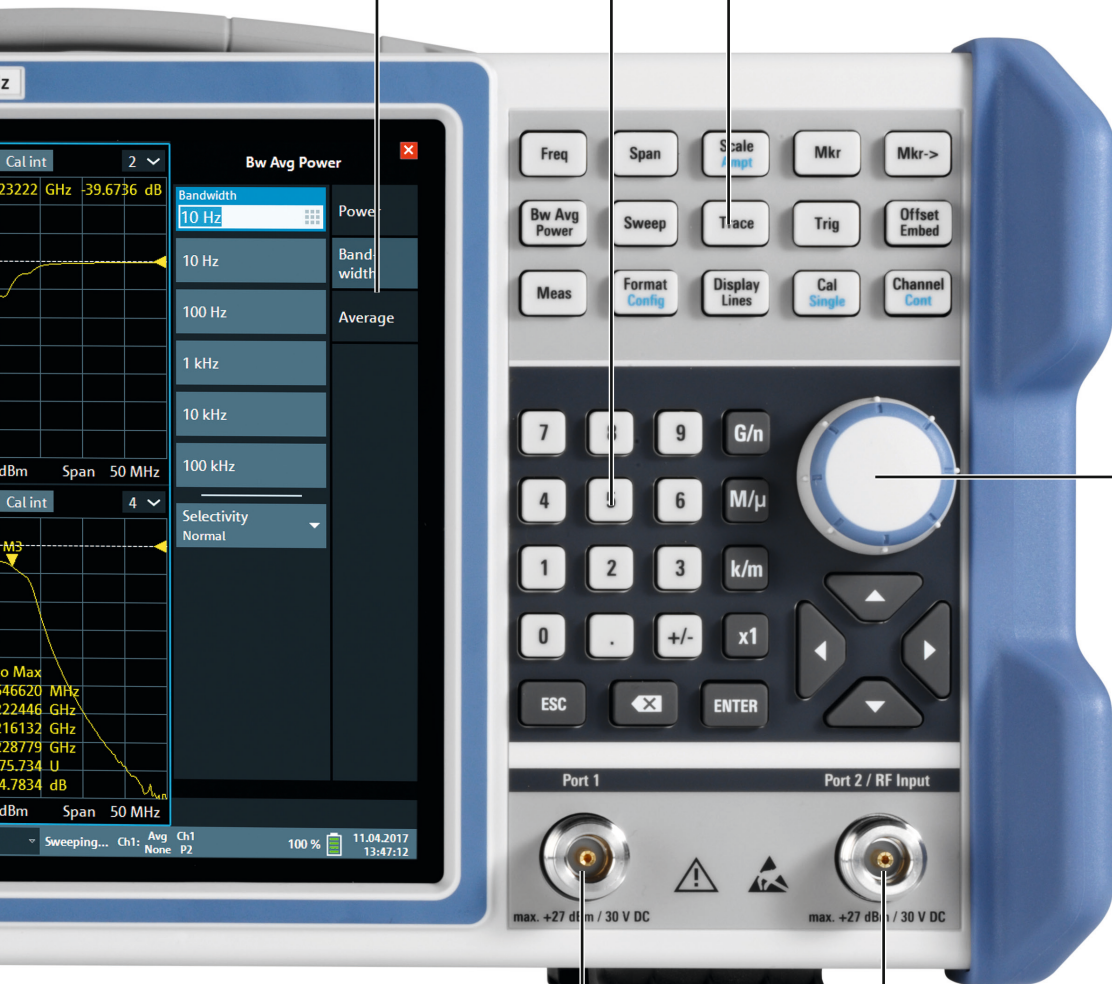 z
Cal int 2
23222 GHz -39.6736 dB
dBm Span 50 MHz
Cal int 4
M3
o Max
546620 MHz
222446 GHz
216132 GHz
228779 GHz
75.734 U
4.7834 dB
dBm Span 50 MHz
Sweeping... Ch1: Avg None Ch1 P2 100 % 11.04.2017 13:47:12
Bw Avg Power
Bandwidth
10 Hz
10 Hz
100 Hz
1 kHz
10 kHz
100 kHz
Selectivity
Normal
Power
Band-
width
Average
Freq Span Scale Mkr Mkr->
Ampt
Bw Avg Sweep Trace Trig Offset
Power Embed
Meas Format Display Cal Channel
Config Lines Single Cont
7 8 9 G/n
4 5 6 M/µ
1 2 3 k/m
0 . +/- x1
ESC ENTER
Port 1 Port 2 / RF Input
max. +27 dBm / 30 V DC max. +27 dBm / 30 V DC